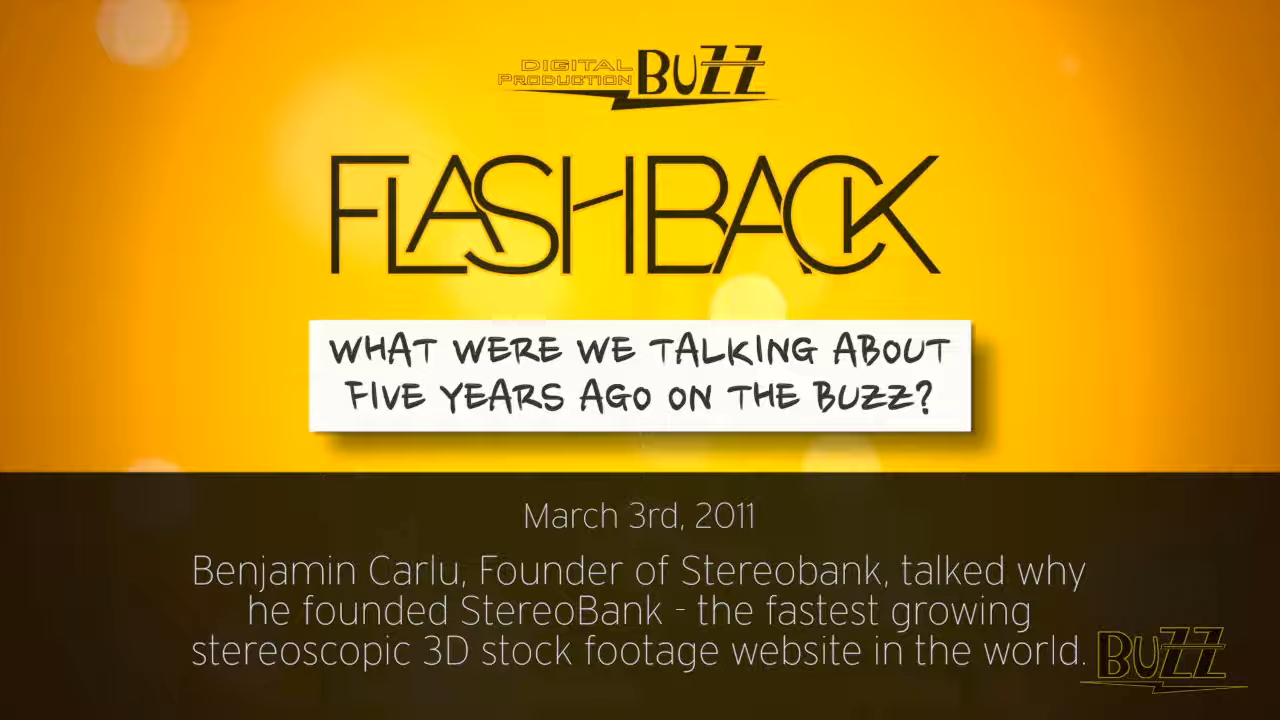 DIGITAL
PRODUCTION BUZZ
FLASHBACK
WHAT WERE WE TALKING ABOUT
FIVE YEARS AGO ON THE BUZZ?
March 3rd, 2011
Benjamin Carlu, Founder of Stereobank, talked why
he founded StereoBank - the fastest growing
stereoscopic 3D stock footage website in the world.
BUZZ